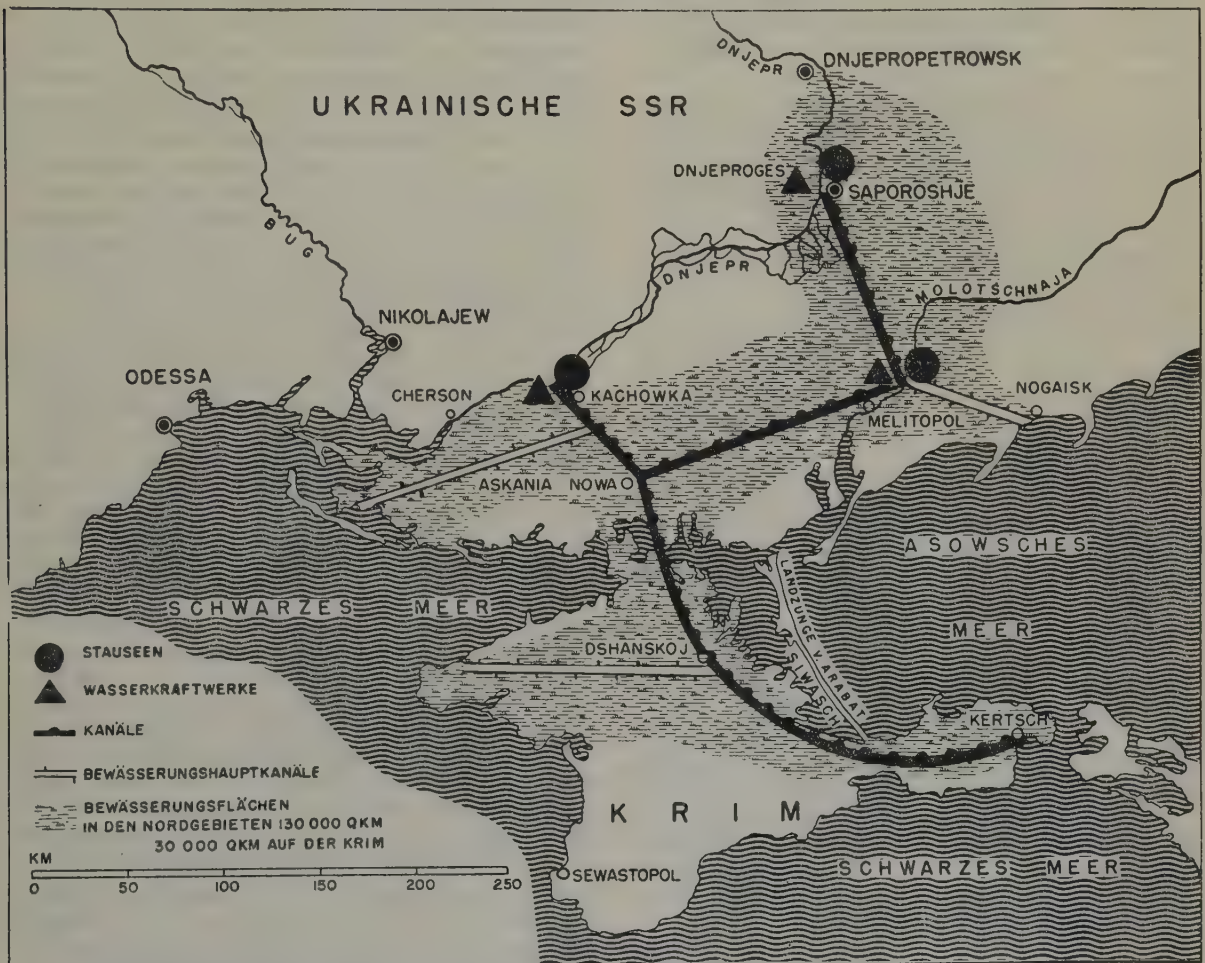 DNJEPR
DNJEPROPETROWSK
UKRAINISCHE SSR
DNJEPROGES
SAPOROSHJE
BUG
DNJEPR
MOLOTSCHNAJA
NIKOLAJEW
ODESSA
CHERSON
KACHOWKA
NOGAISK
MELITOPOL
ASKANIA NOWA
ASOWSCHES
MEER
LANDZUNGE V. ARABAT
SIWASCH
SCHWARZES MEER
DSHANSKOJ
KERTSCH
KRIM
SEWASTOPOL
SCHWARZES MEER
STAUSEEN
WASSERKRAFTWERKE
KANÄLE
BEWÄSSERUNGSHAUPTKANÄLE
BEWÄSSERUNGSFLÄCHEN
IN DEN NORDGEBIETEN 130 000 QKM
30 000 QKM AUF DER KRIM
KM
0 50 100 150 200 250